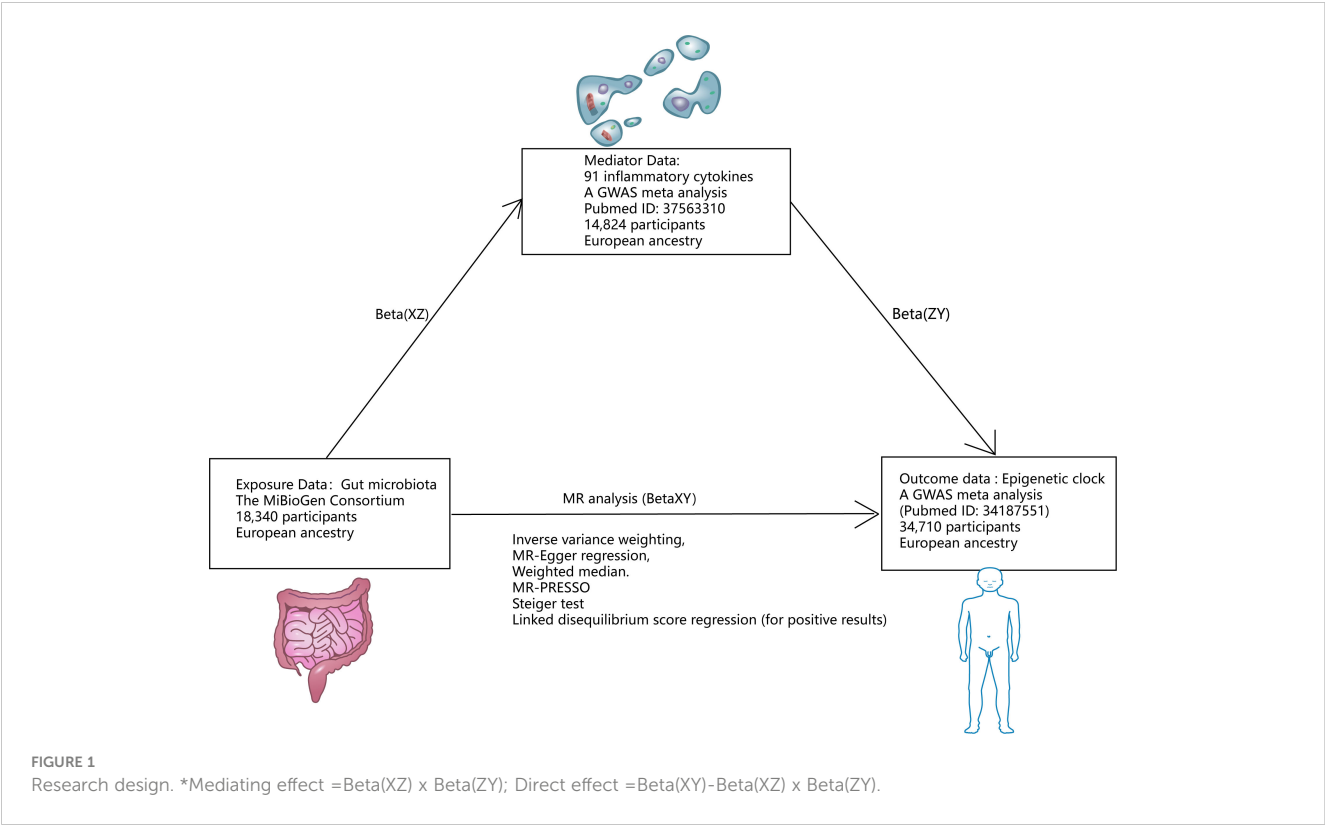 Mediator Data:
91 inflammatory cytokines
A GWAS meta analysis
Pubmed ID: 37563310
14,824 participants
European ancestry
Beta(XZ)
Beta(ZY)
Exposure Data: Gut microbiota
The MiBioGen Consortium
18,340 participants
European ancestry
MR analysis (BetaXY)
Inverse variance weighting,
MR-Egger regression,
Weighted median.
MR-PRESSO
Steiger test
Linked disequilibrium score regression (for positive results)
Outcome data : Epigenetic clock
A GWAS meta analysis
(Pubmed ID: 34187551)
34,710 participants
European ancestry
FIGURE 1
Research design. *Mediating effect =Beta(XZ) x Beta(ZY); Direct effect =Beta(XY)-Beta(XZ) x Beta(ZY).